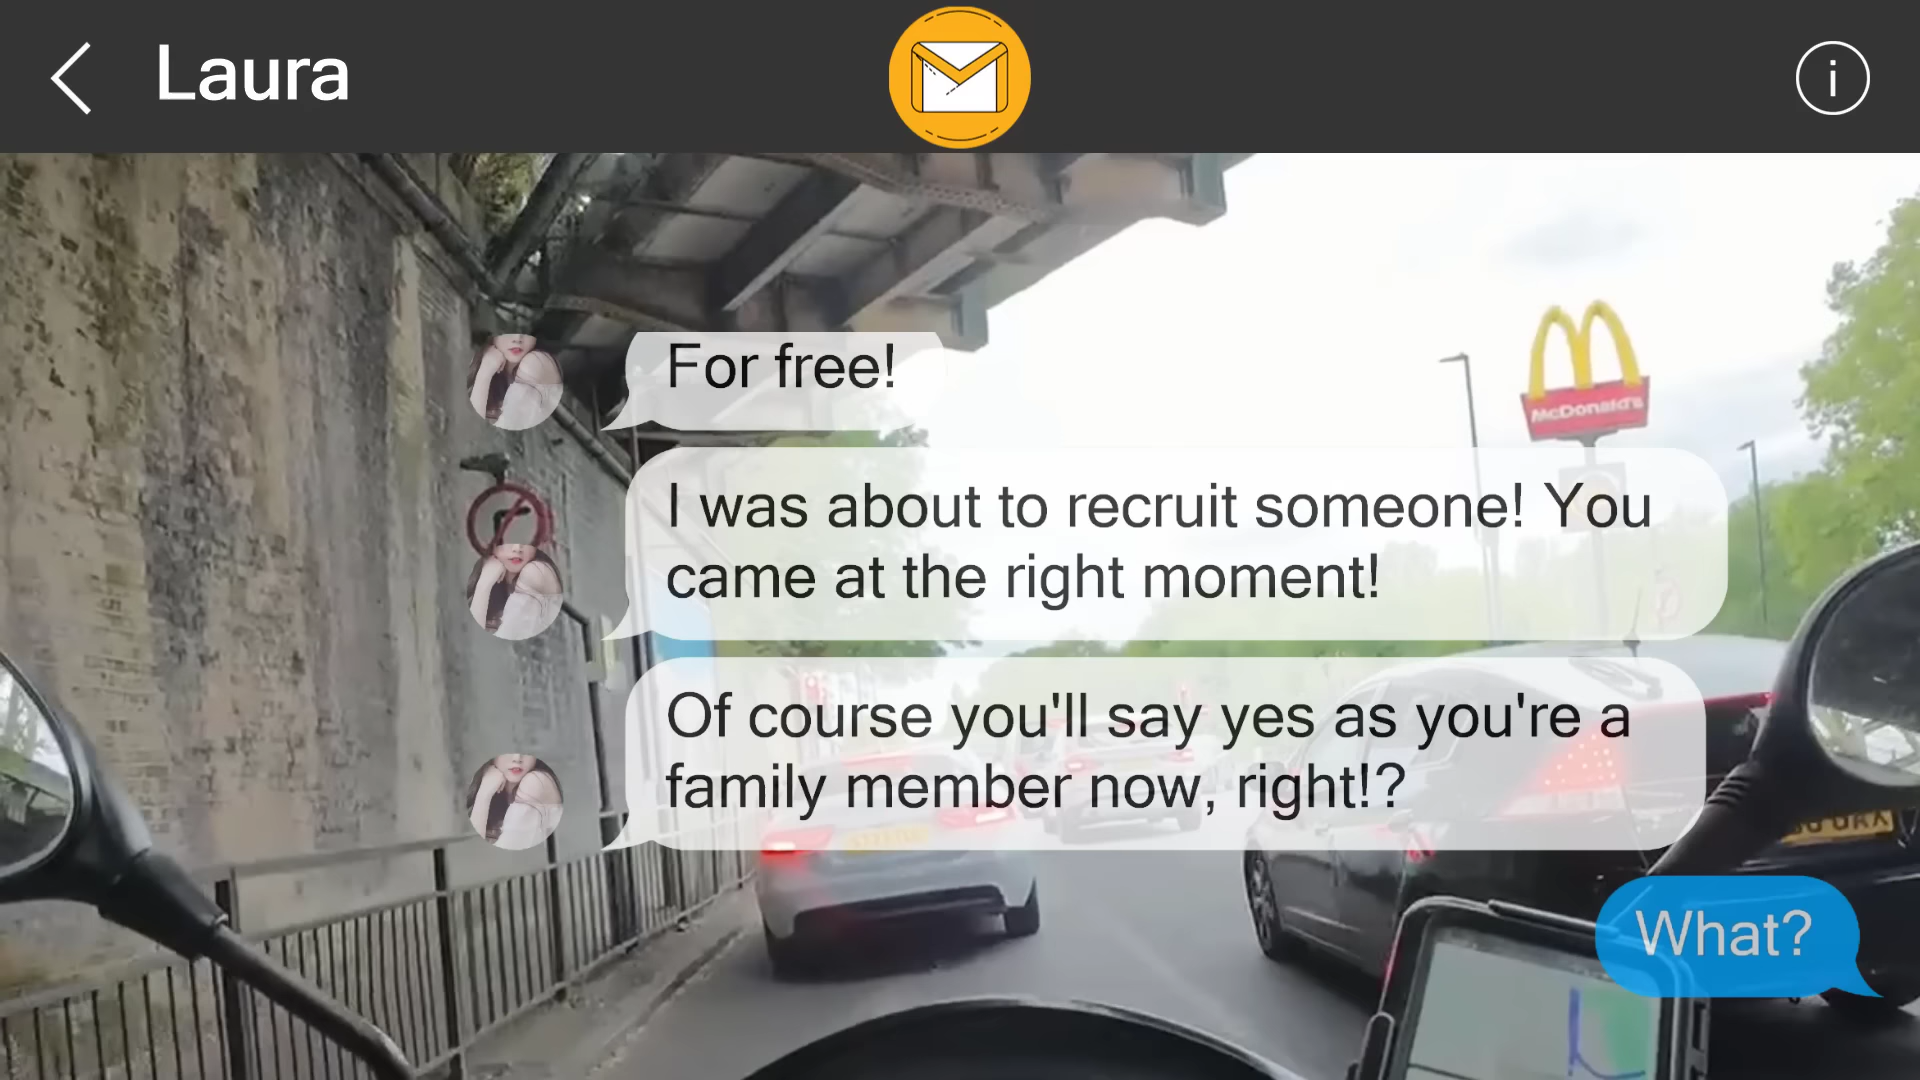 Laura
For free!
McDonald's
I was about to recruit someone! You
came at the right moment!
Of course you'll say yes as you're a
family member now, right!?
What?